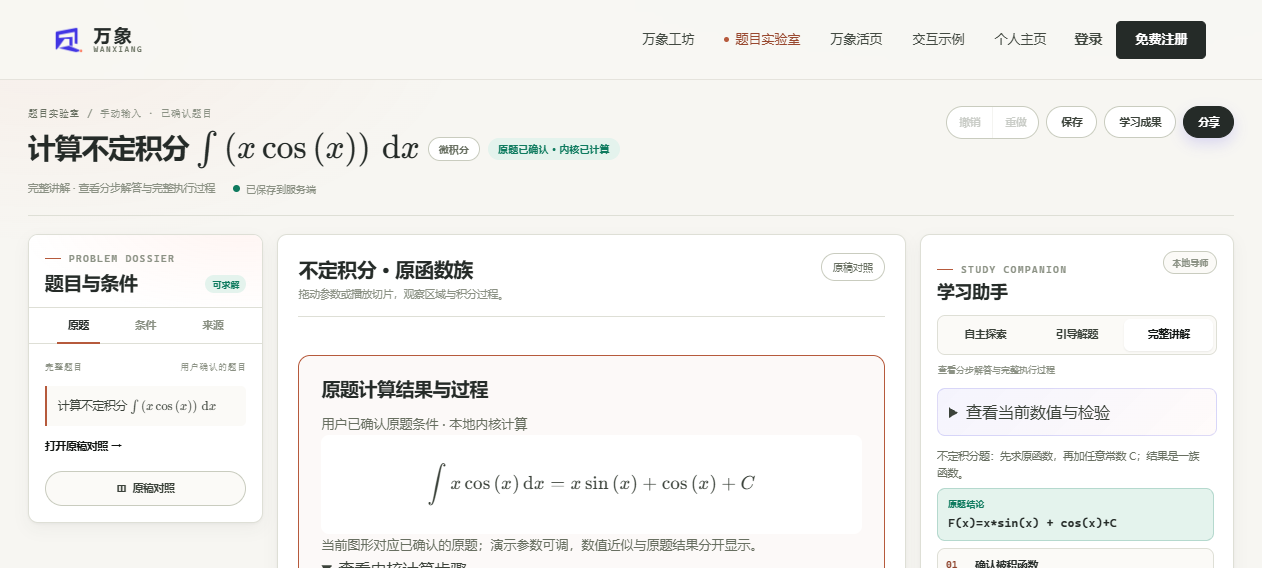 万象
WANXIANG
万象工坊
题目实验室
万象活页
交互示例
个人主页
登录
免费注册
题目实验室 / 手动输入 · 已确认题目
计算不定积分 ∫ (x cos (x)) dx
微积分
原题已确认 • 内核已计算
完整讲解 · 查看分步解答与完整执行过程
已保存到服务端
撤销
重做
保存
学习成果
分享
PROBLEM DOSSIER
题目与条件
可求解
原题
条件
来源
完整题目
用户确认的题目
计算不定积分 ∫ (x cos (x)) dx
打开原稿对照 →
原稿对照
不定积分 • 原函数族
拖动参数或播放切片，观察区域与积分过程。
原稿对照
原题计算结果与过程
用户已确认原题条件 · 本地内核计算
∫ x cos (x) dx = x sin (x) + cos (x) + C
当前图形对应已确认的原题；演示参数可调，数值近似与原题结果分开显示。
▼ 查看内核计算步骤
STUDY COMPANION
本地导师
学习助手
自主探索
引导解题
完整讲解
查看分步解答与完整执行过程
▶ 查看当前数值与检验
不定积分题：先求原函数，再加任意常数 C；结果是一族
函数。
原题结论
F(x)=x*sin(x) + cos(x)+C
01 确认被积函数